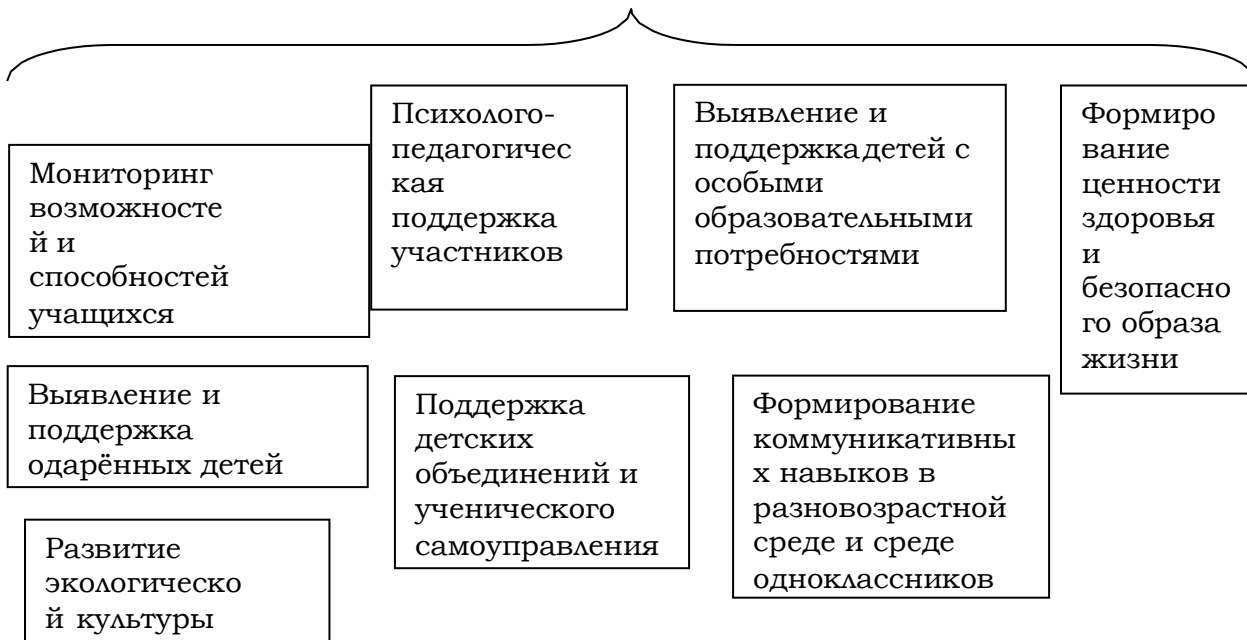 Мониторинг
возможносте
й и
способностей
учащихся
Психолого-
педагогичес
кая
поддержка
участников
Выявление и
поддержка детей с
особыми
образовательными
потребностями
Формиро
вание
ценности
здоровья
и
безопасно
го образа
жизни
Выявление и
поддержка
одарённых детей
Поддержка
детских
объединений и
ученического
самоуправления
Формирование
коммуникативны
х навыков в
разновозрастной
среде и среде
одноклассников
Развитие
экологическо
й культуры